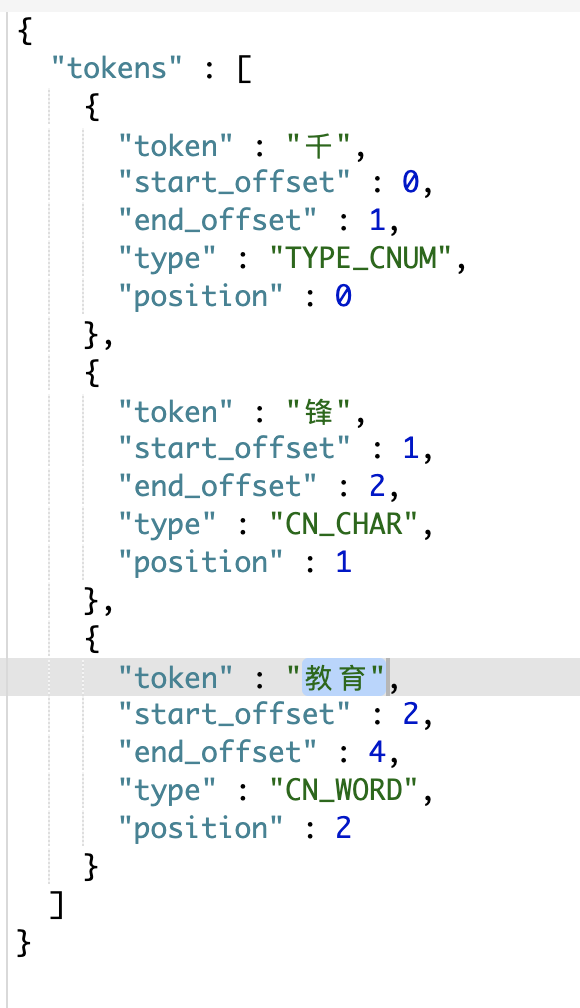 {
  "tokens" : [
    {
      "token" : "千",
      "start_offset" : 0,
      "end_offset" : 1,
      "type" : "TYPE_CNUM",
      "position" : 0
    },
    {
      "token" : "锋",
      "start_offset" : 1,
      "end_offset" : 2,
      "type" : "CN_CHAR",
      "position" : 1
    },
    {
      "token" : "教育",
      "start_offset" : 2,
      "end_offset" : 4,
      "type" : "CN_WORD",
      "position" : 2
    }
  ]
}